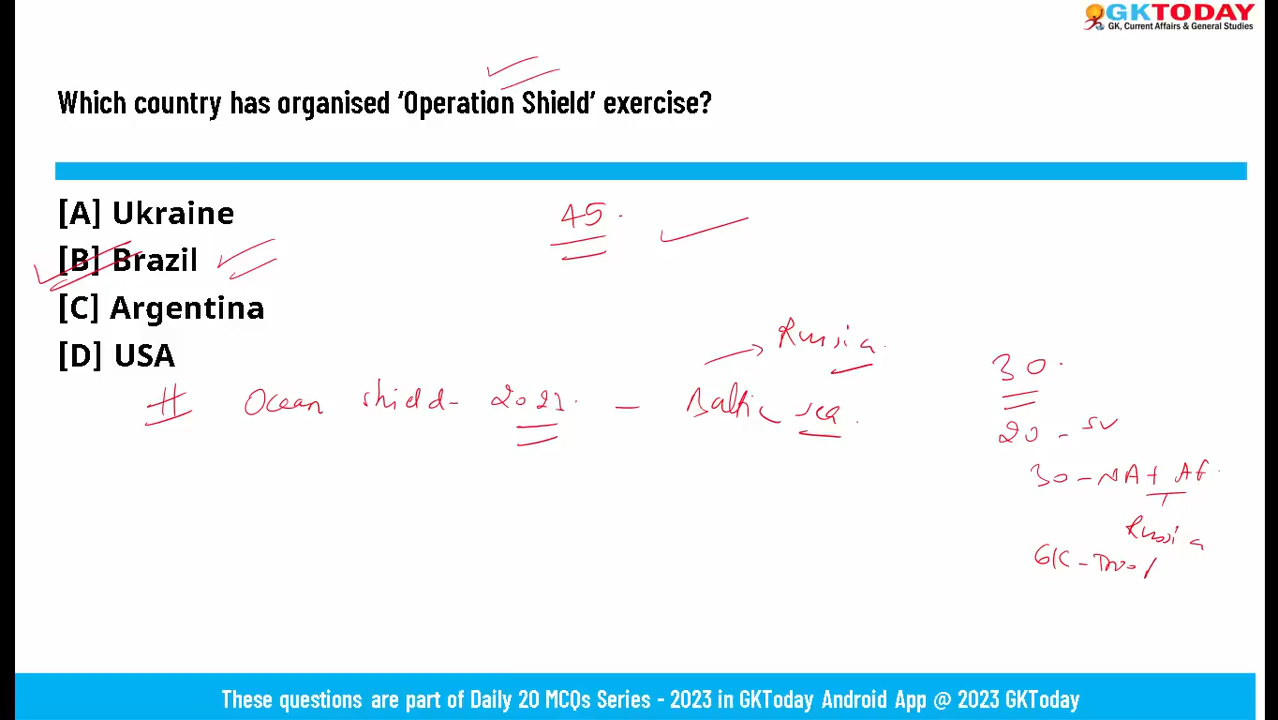 GKTODAY
GK, Current Affairs & General Studies
Which country has organised ‘Operation Shield’ exercise?
[A] Ukraine
45.
[B] Brazil
[C] Argentina
Russia.
[D] USA
30.
# Ocean shield - 2023. - Baltic sea.
20 - SV
30 - NA + Af.
Russia
6K -
These questions are part of Daily 20 MCQs Series - 2023 in GKToday Android App @ 2023 GKToday